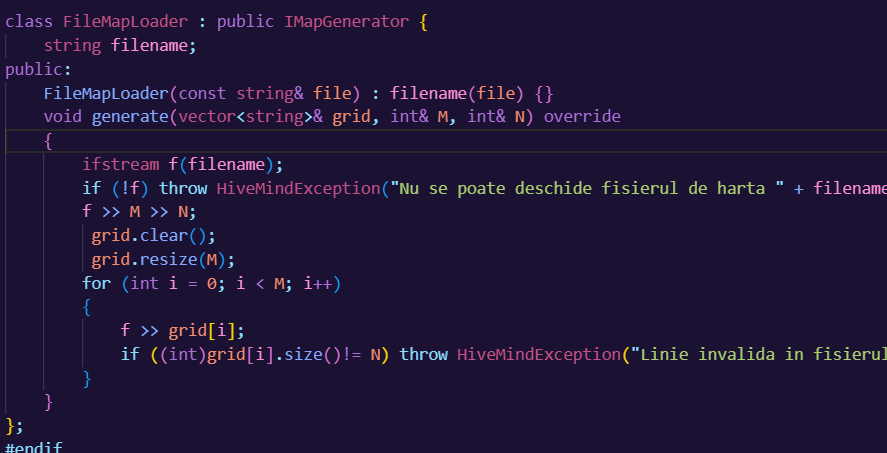 class FileMapLoader : public IMapGenerator {
    string filename;
public:
    FileMapLoader(const string& file) : filename(file) {}
    void generate(vector<string>& grid, int& M, int& N) override
    {
        ifstream f(filename);
        if (!f) throw HiveMindException("Nu se poate deschide fisierul de harta " + filename
        f >> M >> N;
         grid.clear();
         grid.resize(M);
        for (int i = 0; i < M; i++)
        {
            f >> grid[i];
            if ((int)grid[i].size()!= N) throw HiveMindException("Linie invalida in fisierul
        }
    }
};
#endif